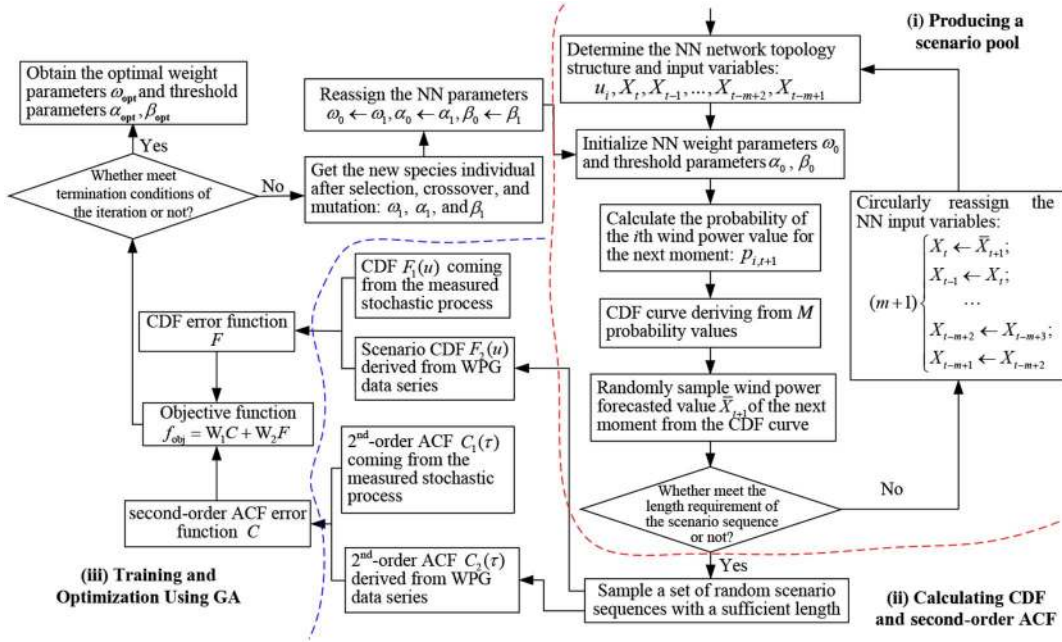 (i) Producing a
scenario pool
Determine the NN network topology
structure and input variables:
u_i, X_t, X_{t-1}, ..., X_{t-m+2}, X_{t-m+1}
Initialize NN weight parameters ω_0
and threshold parameters α_0, β_0
Calculate the probability of
the ith wind power value for
the next moment: p_{i,t+1}
CDF curve deriving from M
probability values
Randomly sample wind power
forecasted value X̅_{t+1} of the next
moment from the CDF curve
Whether meet the
length requirement of
the scenario sequence
or not?
No
Circularly reassign the
NN input variables:
(m+1)
X_t ← X̅_{t+1};
X_{t-1} ← X_t;
...
X_{t-m+2} ← X_{t-m+3};
X_{t-m+1} ← X_{t-m+2}
Yes
Sample a set of random scenario
sequences with a sufficient length
(ii) Calculating CDF
and second-order ACF
CDF F_1(u) coming
from the measured
stochastic process
Scenario CDF F_2(u)
derived from WPG
data series
2nd-order ACF C_1(τ)
coming from the
measured stochastic
process
2nd-order ACF C_2(τ)
derived from WPG
data series
CDF error function
F
Objective function
f_obj = W_1C + W_2F
second-order ACF error
function C
(iii) Training and
Optimization Using GA
Whether meet
termination conditions of
the iteration or not?
Yes
Obtain the optimal weight
parameters ω_opt and threshold
parameters α_opt, β_opt
No
Get the new species individual
after selection, crossover, and
mutation: ω_1, α_1, and β_1
Reassign the NN parameters
ω_0 ← ω_1, α_0 ← α_1, β_0 ← β_1